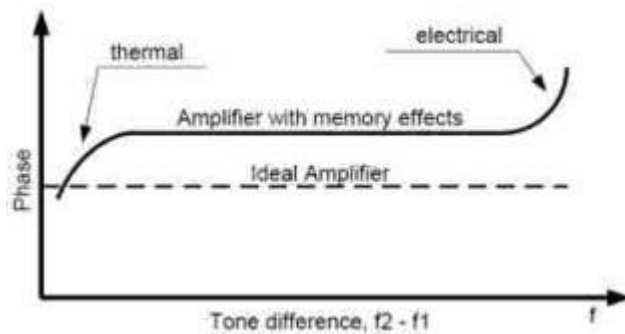 thermal
electrical
Amplifier with memory effects
Ideal Amplifier
Phase
Tone difference, f2 - f1
f